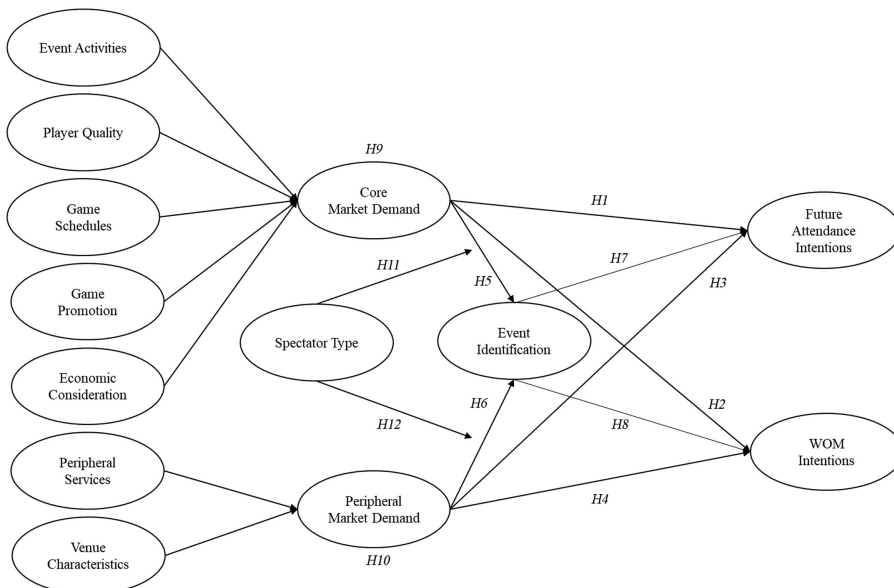 Event Activities
Player Quality
Game
Schedules
Game
Promotion
Economic
Consideration
Peripheral
Services
Venue
Characteristics
H9
Core
Market Demand
H11
Spectator Type
H12
Peripheral
Market Demand
H10
H5
Event
Identification
H6
H1
H7
H3
H2
H8
H4
Future
Attendance
Intentions
WOM
Intentions